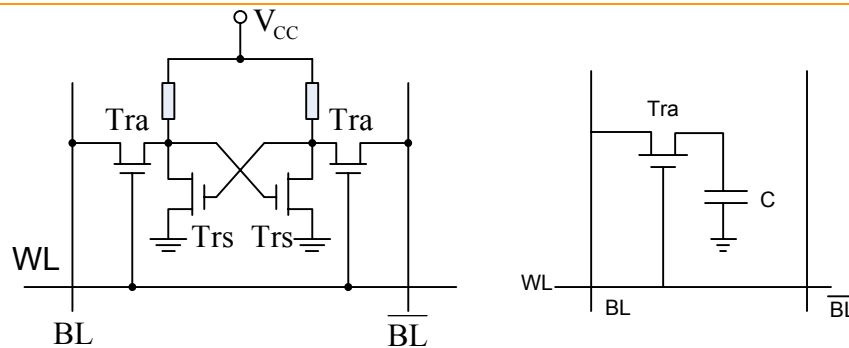 V_CC
Tra Tra
Tra
Trs Trs
C
WL
WL
BL
B̅L̅
BL
B̅L̅